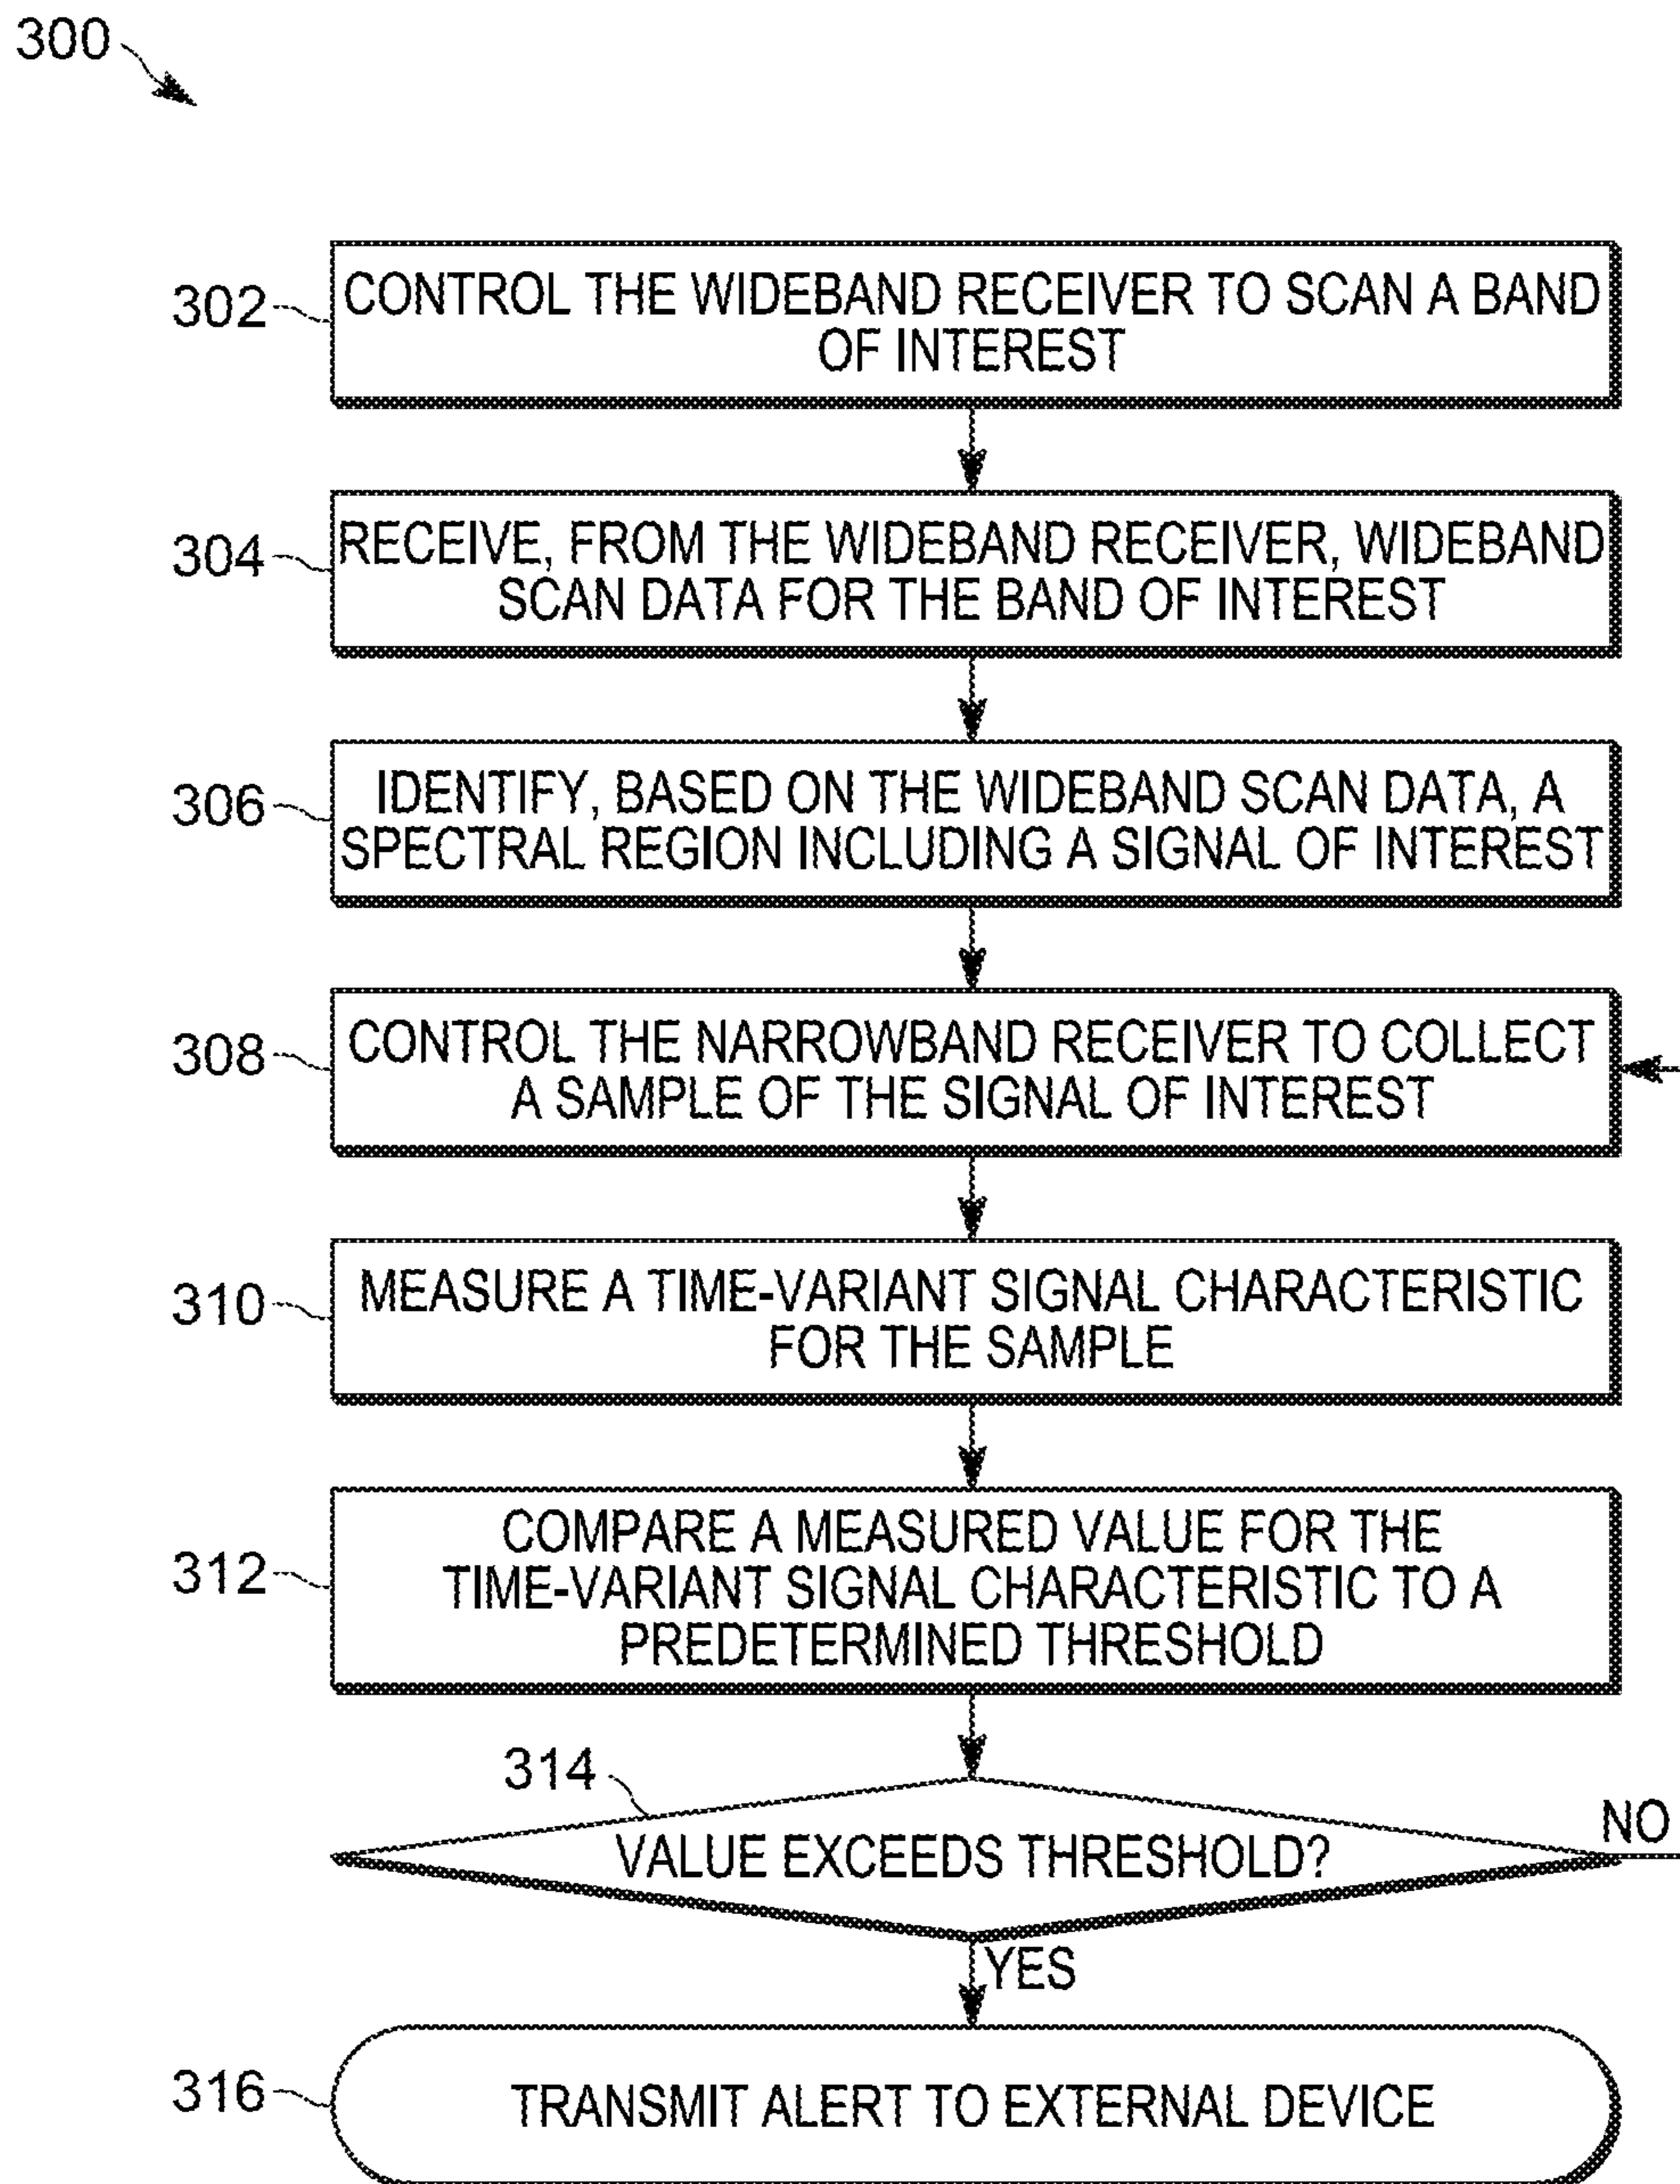 300
302
CONTROL THE WIDEBAND RECEIVER TO SCAN A BAND
OF INTEREST
304
RECEIVE, FROM THE WIDEBAND RECEIVER, WIDEBAND
SCAN DATA FOR THE BAND OF INTEREST
306
IDENTIFY, BASED ON THE WIDEBAND SCAN DATA, A
SPECTRAL REGION INCLUDING A SIGNAL OF INTEREST
308
CONTROL THE NARROWBAND RECEIVER TO COLLECT
A SAMPLE OF THE SIGNAL OF INTEREST
310
MEASURE A TIME-VARIANT SIGNAL CHARACTERISTIC
FOR THE SAMPLE
312
COMPARE A MEASURED VALUE FOR THE
TIME-VARIANT SIGNAL CHARACTERISTIC TO A
PREDETERMINED THRESHOLD
314
VALUE EXCEEDS THRESHOLD?
NO
YES
316
TRANSMIT ALERT TO EXTERNAL DEVICE